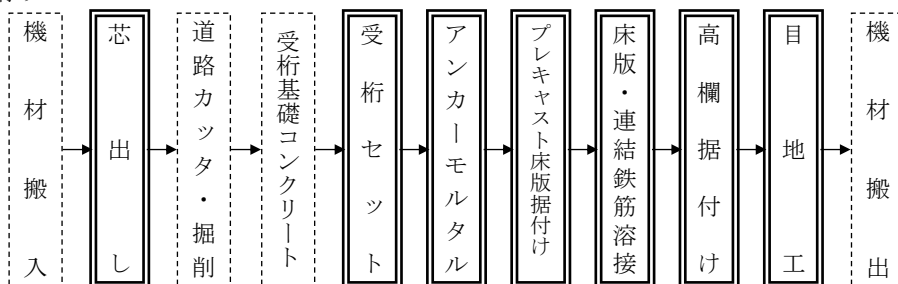 機材搬入
芯出し
道路カッタ・掘削
受桁基礎コンクリート
受桁セット
アンカーモルタル
プレキャスト床版据付け
床版・連結鉄筋溶接
高欄据付け
目地工
機材搬出